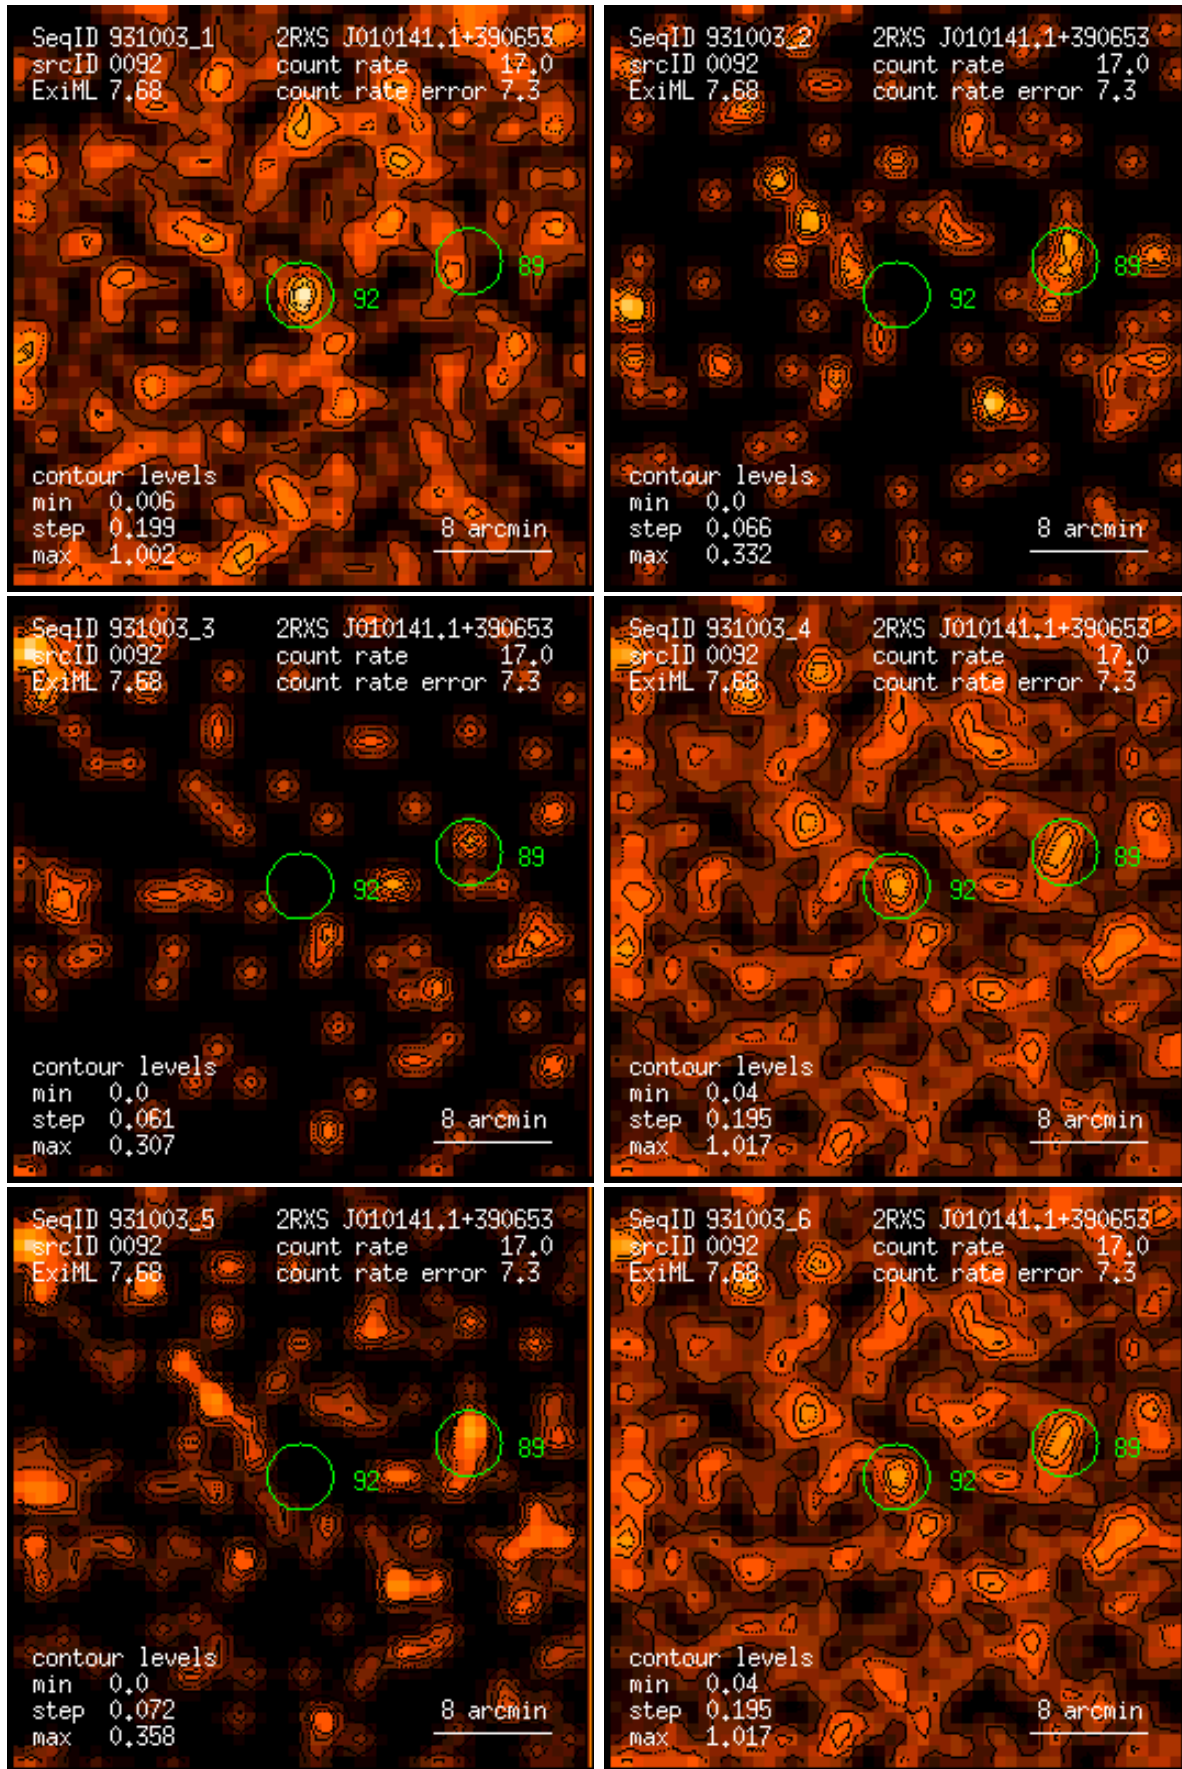 SeqID 931003_1 2RXS J010141.1+390653
srcID 0092 count rate 17.0
ExiML 7.68 count rate error 7.3
89
92
contour levels
min 0.006
step 0.199 8 arcmin
max 1.002
SeqID 931003_2 2RXS J010141.1+390653
srcID 0092 count rate 17.0
ExiML 7.68 count rate error 7.3
89
92
contour levels
min 0.0
step 0.066 8 arcmin
max 0.332
SeqID 931003_3 2RXS J010141.1+390653
srcID 0092 count rate 17.0
ExiML 7.68 count rate error 7.3
89
92
contour levels
min 0.0
step 0.061 8 arcmin
max 0.307
SeqID 931003_4 2RXS J010141.1+390653
srcID 0092 count rate 17.0
ExiML 7.68 count rate error 7.3
89
92
contour levels
min 0.04
step 0.195 8 arcmin
max 1.017
SeqID 931003_5 2RXS J010141.1+390653
srcID 0092 count rate 17.0
ExiML 7.68 count rate error 7.3
89
92
contour levels
min 0.0
step 0.072 8 arcmin
max 0.358
SeqID 931003_6 2RXS J010141.1+390653
srcID 0092 count rate 17.0
ExiML 7.68 count rate error 7.3
89
92
contour levels
min 0.04
step 0.195 8 arcmin
max 1.017